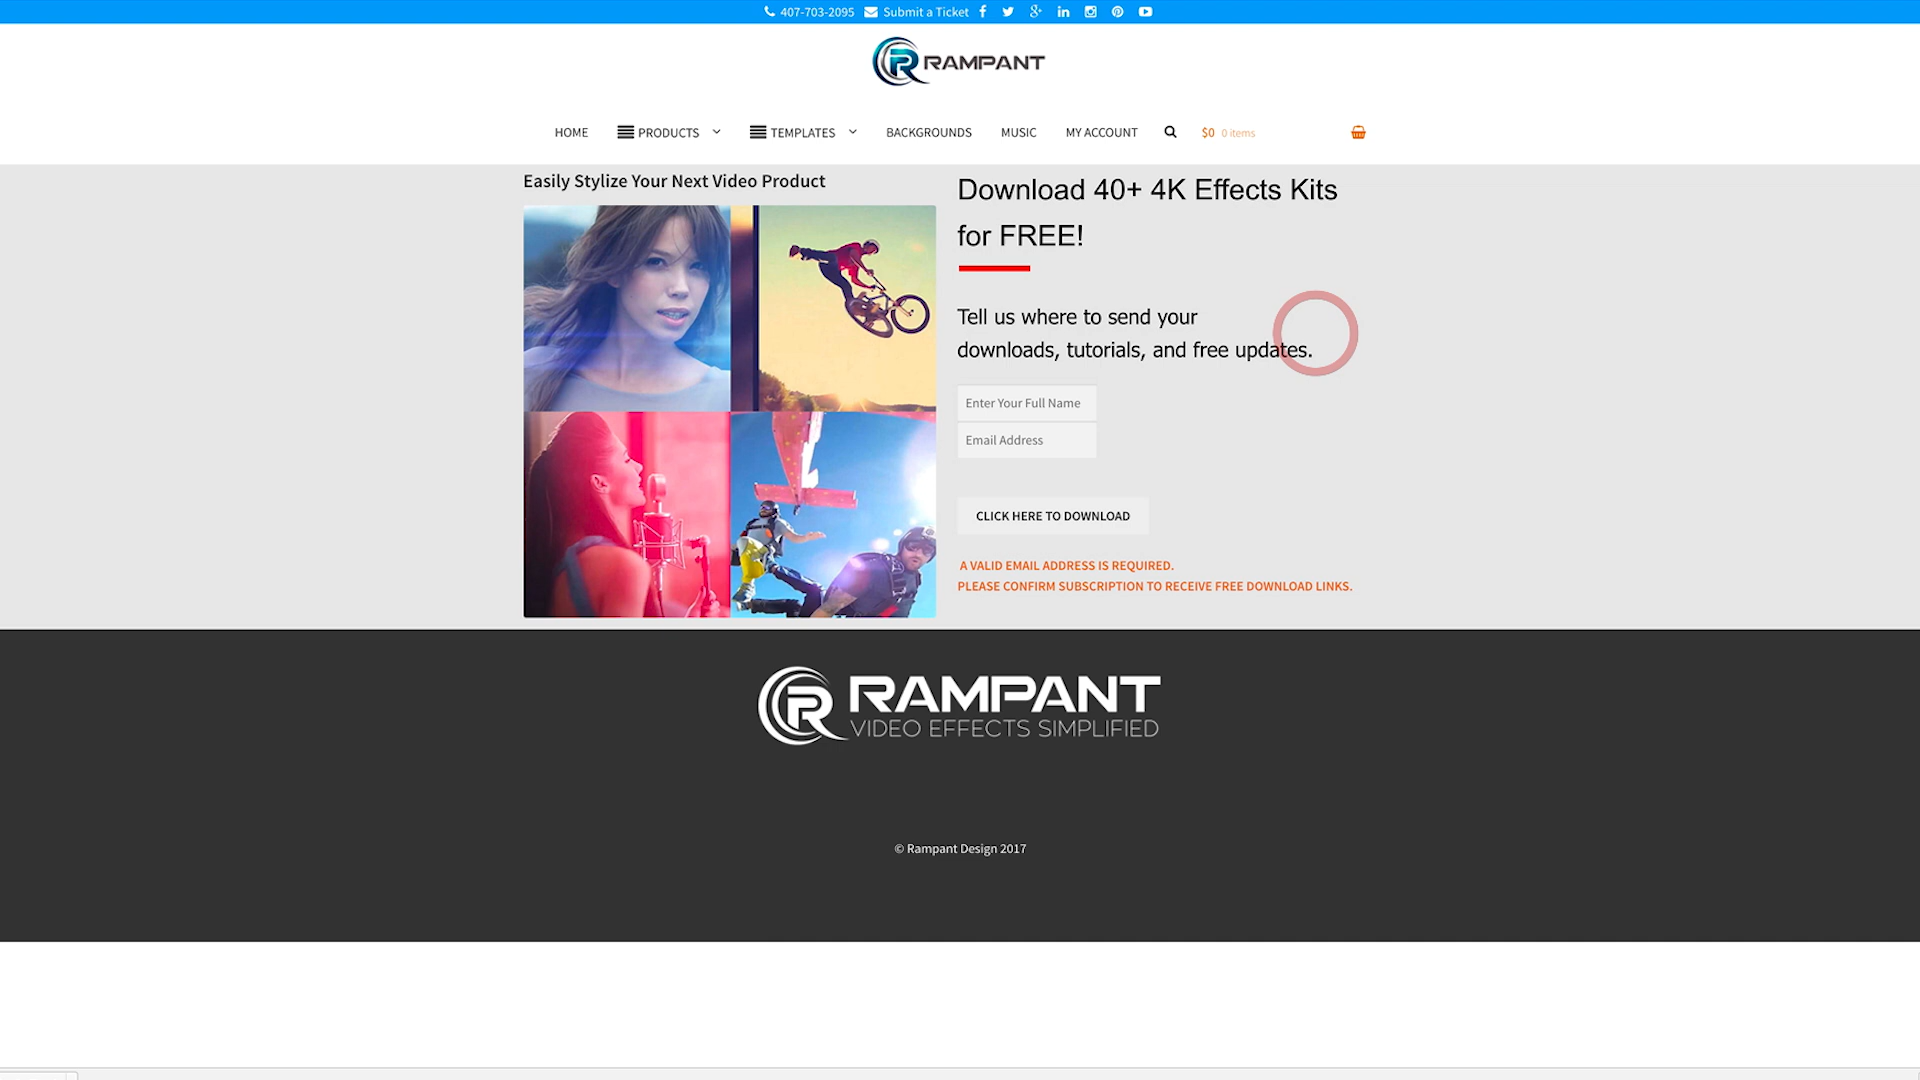 407-703-2095 Submit a Ticket
RAMPANT
HOME PRODUCTS TEMPLATES BACKGROUNDS MUSIC MY ACCOUNT $0 0 items
Easily Stylize Your Next Video Product
Download 40+ 4K Effects Kits
for FREE!
Tell us where to send your
downloads, tutorials, and free updates.
Enter Your Full Name
Email Address
CLICK HERE TO DOWNLOAD
A VALID EMAIL ADDRESS IS REQUIRED.
PLEASE CONFIRM SUBSCRIPTION TO RECEIVE FREE DOWNLOAD LINKS.
RAMPANT
VIDEO EFFECTS SIMPLIFIED
© Rampant Design 2017